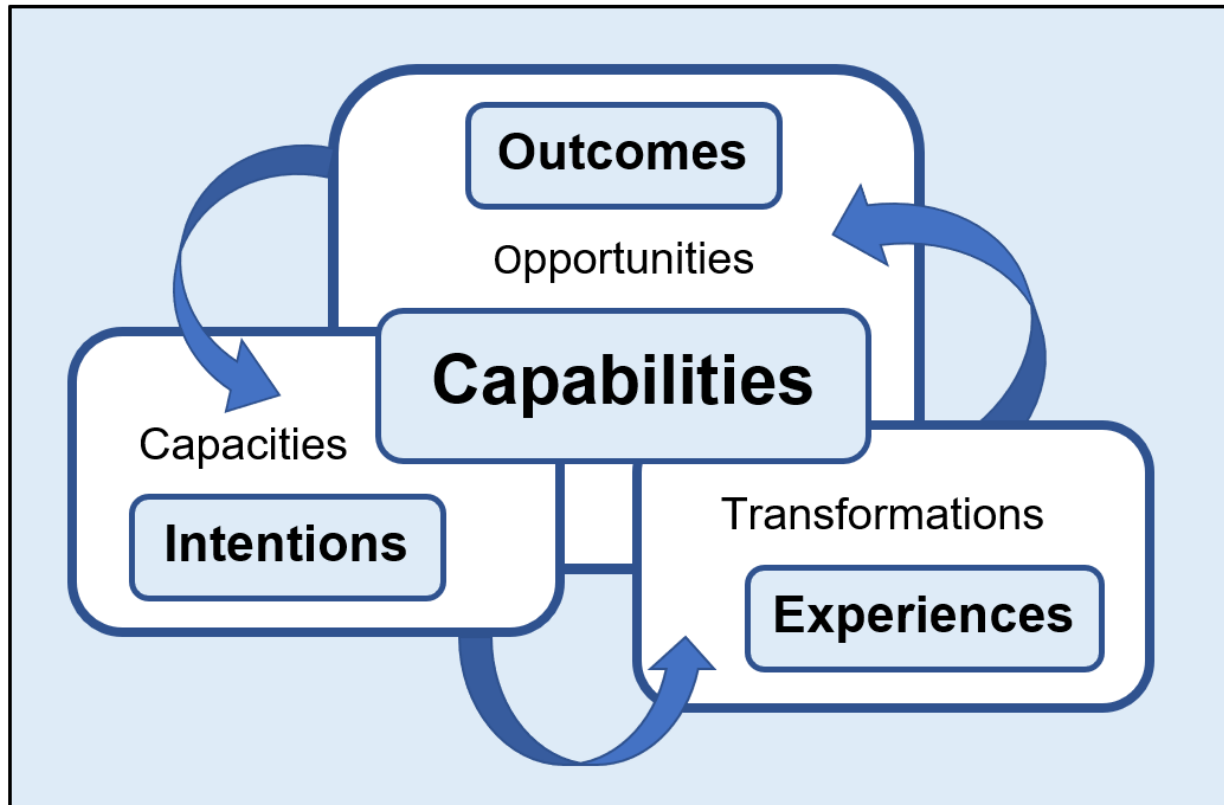 Outcomes
Opportunities
Capabilities
Capacities
Intentions
Transformations
Experiences